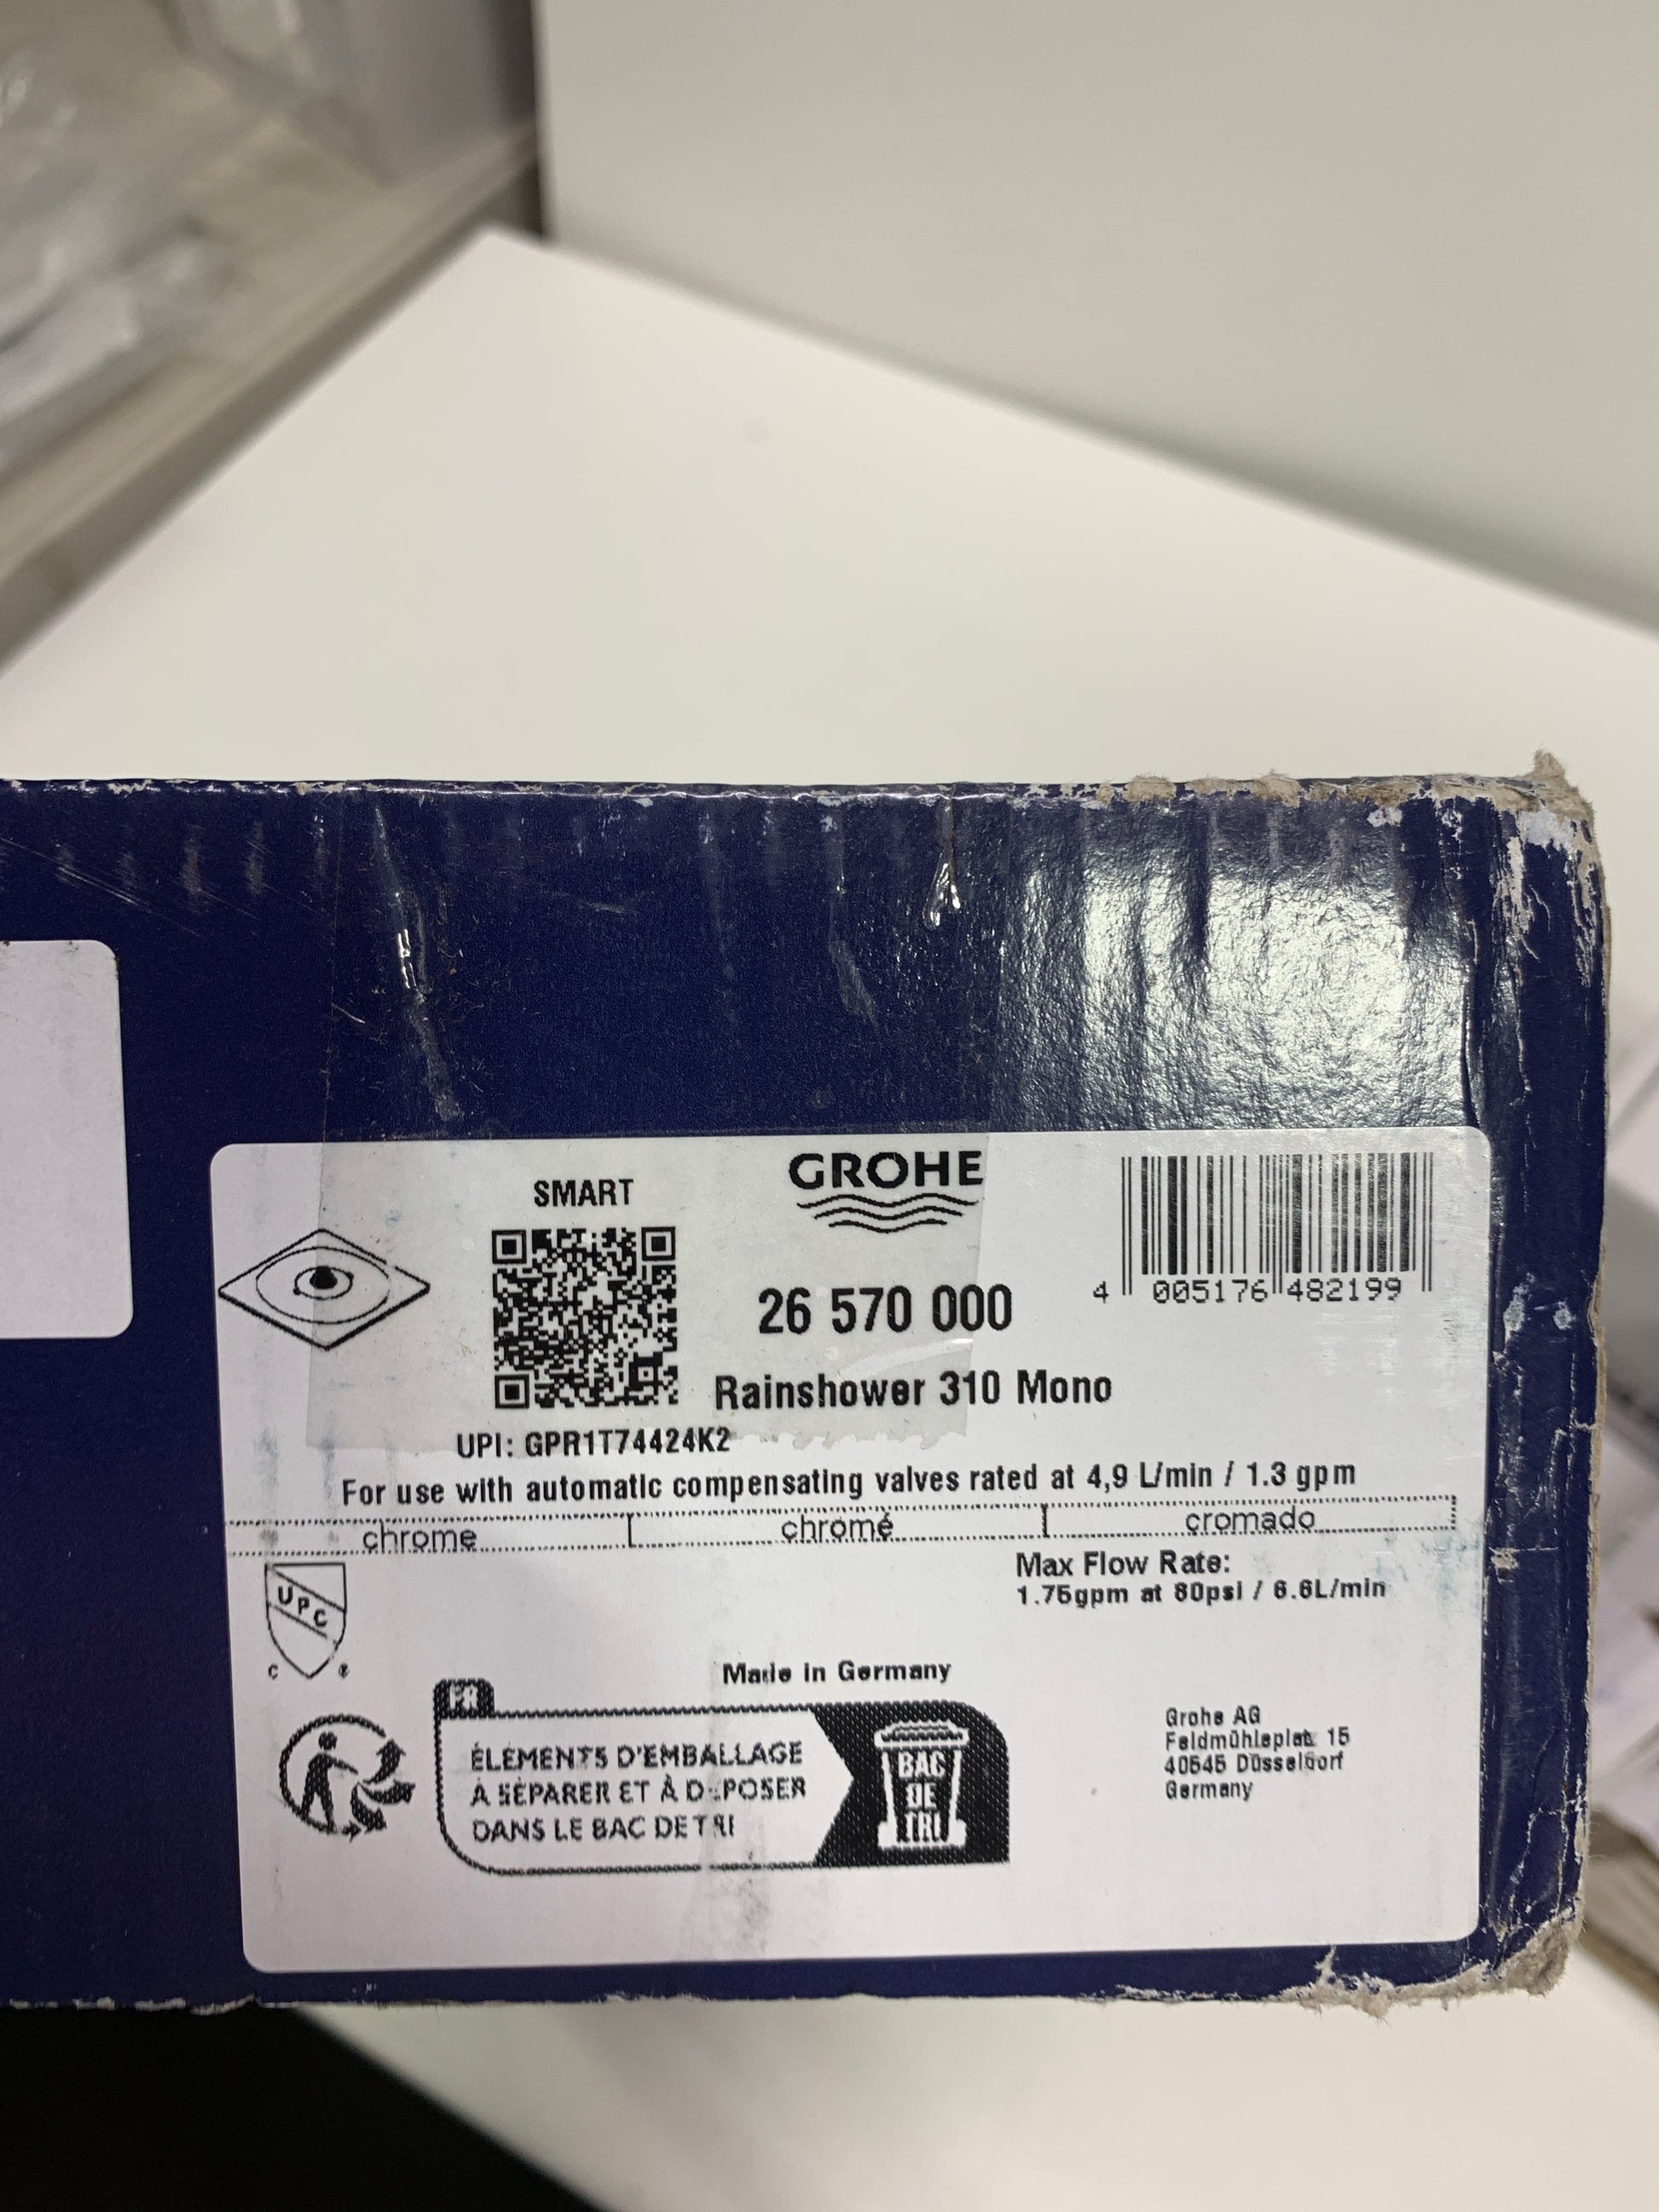 SMART
GROHE
4 005176 482199
26 570 000
Rainshower 310 Mono
UPI: GPR1T74424K2
For use with automatic compensating valves rated at 4,9 L/min / 1.3 gpm
chrome chromé cromado
UPC
C ®
Max Flow Rate:
1.75gpm at 80psi / 6.6L/min
Made in Germany
FR
ÉLÉMENTS D'EMBALLAGE
À SÉPARER ET À DÉPOSER
DANS LE BAC DE TRI
BAC
DE
TRI
Grohe AG
Feldmühleplatz 15
40545 Düsseldorf
Germany